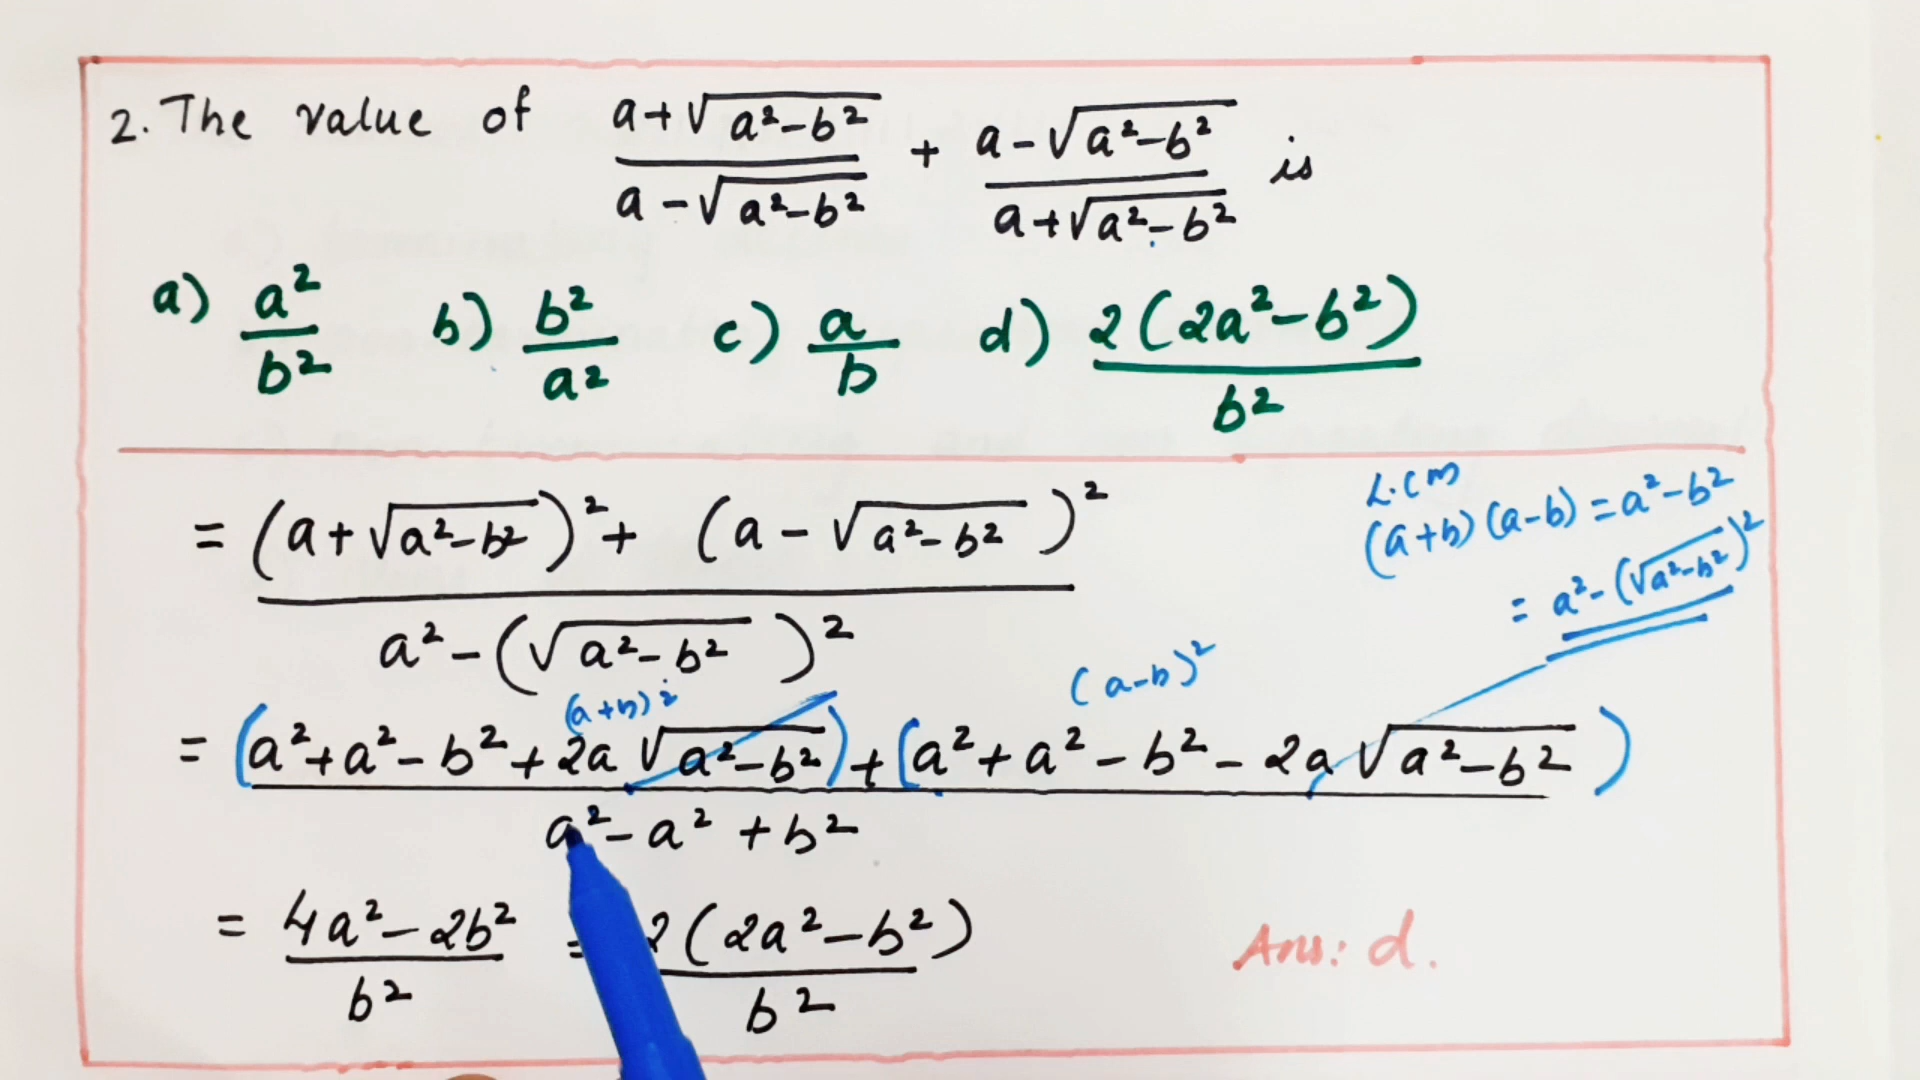 2. The value of (a+√(a²-b²))/(a-√(a²-b²)) + (a-√(a²-b²))/(a+√(a²-b²)) is
a) a²/b² b) b²/a² c) a/b d) 2(2a²-b²)/b²
L.C.M
(a+b)(a-b) = a²-b²
= a²-(√(a²-b²))²
= ((a+√(a²-b²))² + (a-√(a²-b²))²)/(a²-(√(a²-b²))²)
(a+b)² (a-b)²
= ((a²+a²-b²+2a√(a²-b²))+(a²+a²-b²-2a√(a²-b²)))/(a²-a²+b²)
= (4a²-2b²)/b² = 2(2a²-b²)/b²
Ans: d.